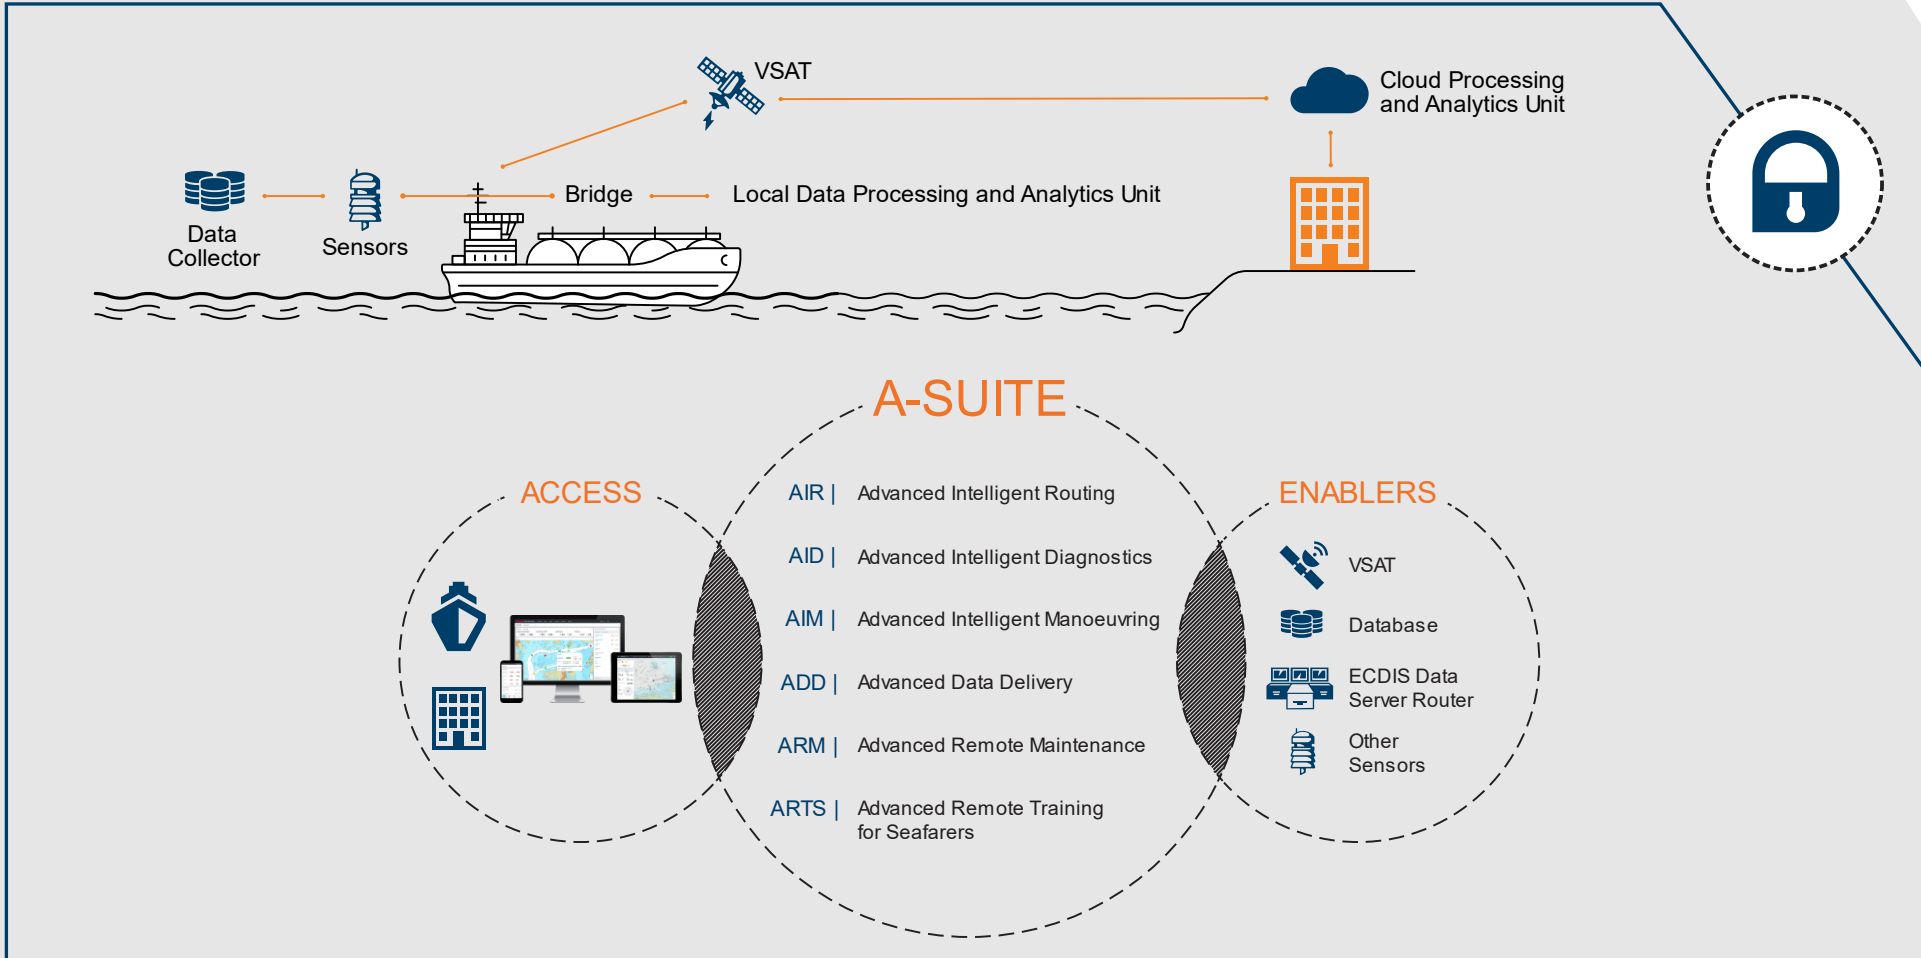 VSAT
Cloud Processing
and Analytics Unit
Bridge
Local Data Processing and Analytics Unit
Data
Collector
Sensors
A-SUITE
ACCESS
AIR | Advanced Intelligent Routing
AID | Advanced Intelligent Diagnostics
AIM | Advanced Intelligent Manoeuvring
ADD | Advanced Data Delivery
ARM | Advanced Remote Maintenance
ARTS | Advanced Remote Training
for Seafarers
ENABLERS
VSAT
Database
ECDIS Data
Server Router
Other
Sensors